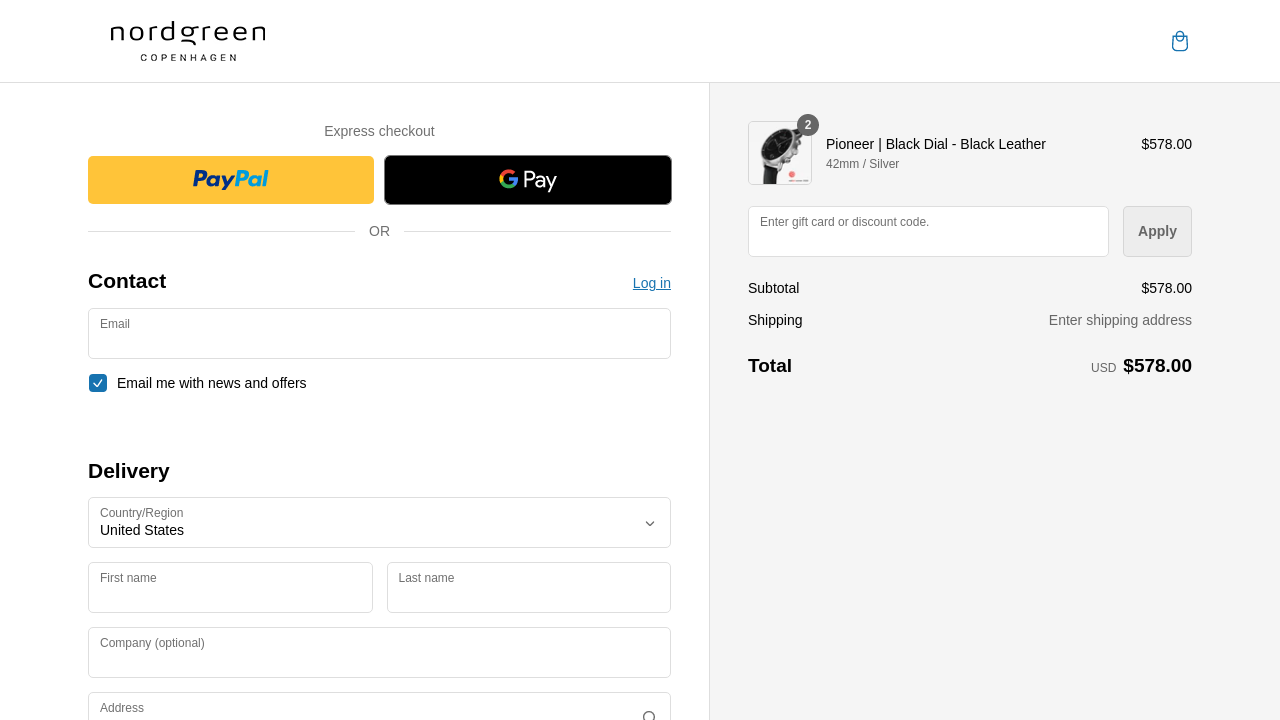 nordgreen
COPENHAGEN
Express checkout
PayPal
G Pay
OR
Contact
Log in
Email
Email me with news and offers
Delivery
Country/Region
United States
First name
Last name
Company (optional)
Address
2
Pioneer | Black Dial - Black Leather
$578.00
42mm / Silver
Enter gift card or discount code.
Apply
Subtotal
$578.00
Shipping
Enter shipping address
Total
USD $578.00